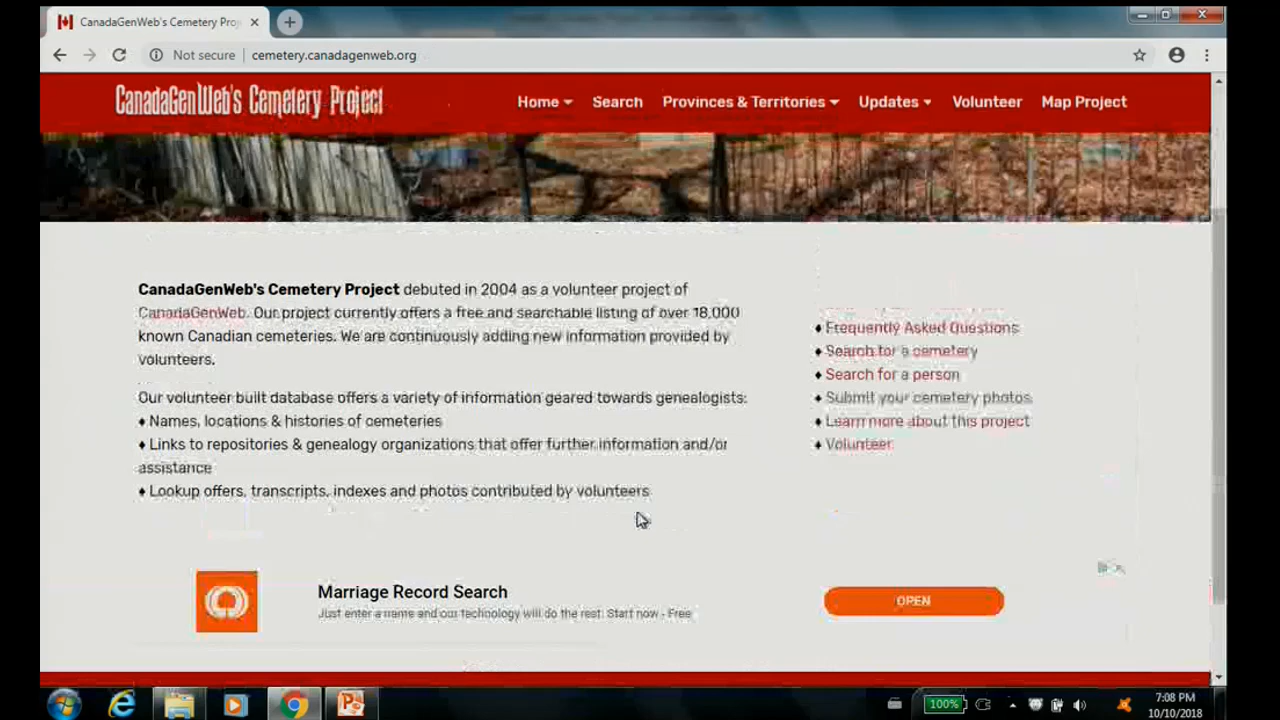 CanadaGenWeb's Cemetery Proj
Not secure cemetery.canadagenweb.org
CanadaGenWeb's Cemetery Project
Home Search Provinces & Territories Updates Volunteer Map Project
CanadaGenWeb's Cemetery Project debuted in 2004 as a volunteer project of
CanadaGenWeb. Our project currently offers a free and searchable listing of over 18,000
known Canadian cemeteries. We are continuously adding new information provided by
volunteers.
Our volunteer built database offers a variety of information geared towards genealogists:
♦ Names, locations & histories of cemeteries
♦ Links to repositories & genealogy organizations that offer further information and/or
assistance
♦ Lookup offers, transcripts, indexes and photos contributed by volunteers
♦ Frequently Asked Questions
♦ Search for a cemetery
♦ Search for a person
♦ Submit your cemetery photos
♦ Learn more about this project
♦ Volunteer
Marriage Record Search
Just enter a name and our technology will do the rest. Start now - Free
OPEN
100%
7:08 PM
10/10/2018